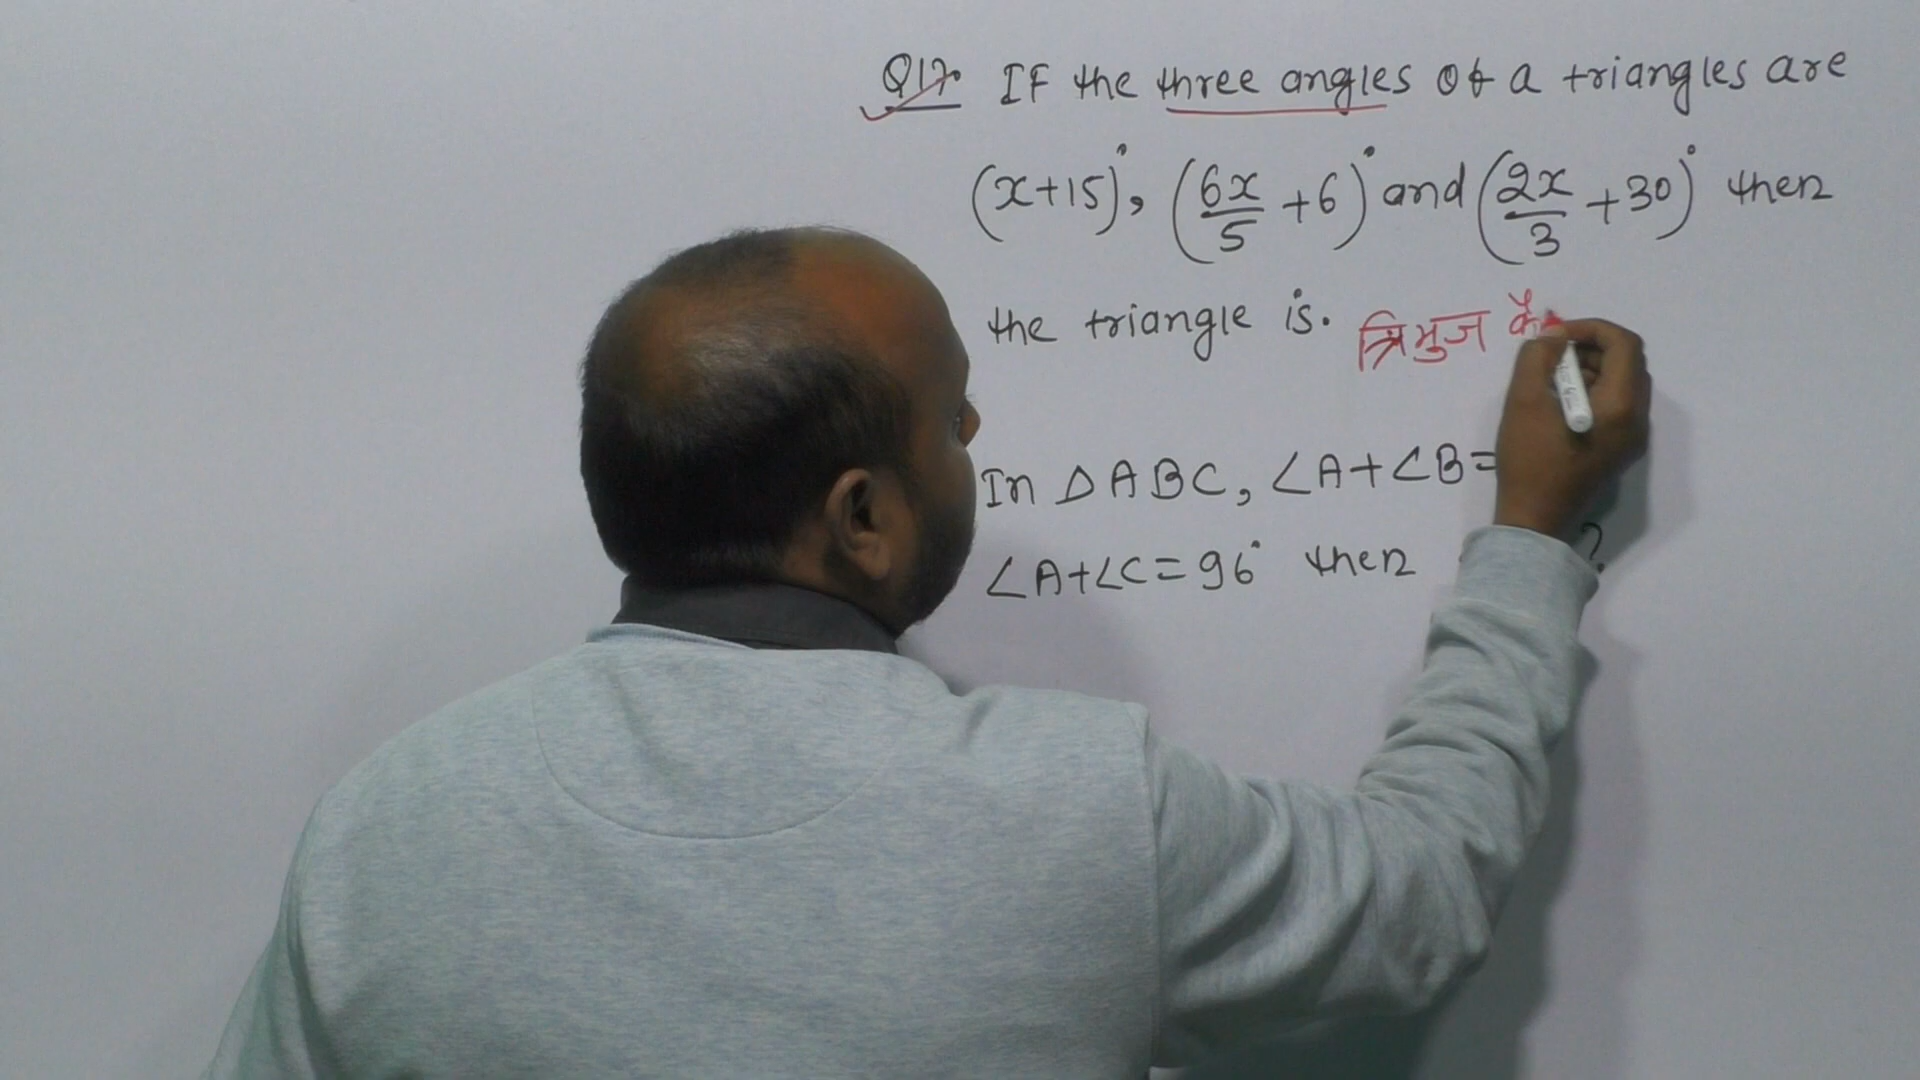 Q17. IF the three angles of a triangles are
(x+15)°, (6x/5 +6)° and (2x/3 +30)° then
the triangle is. त्रिभुज
In △ABC, ∠A+∠B=
∠A+∠C=96° then ?